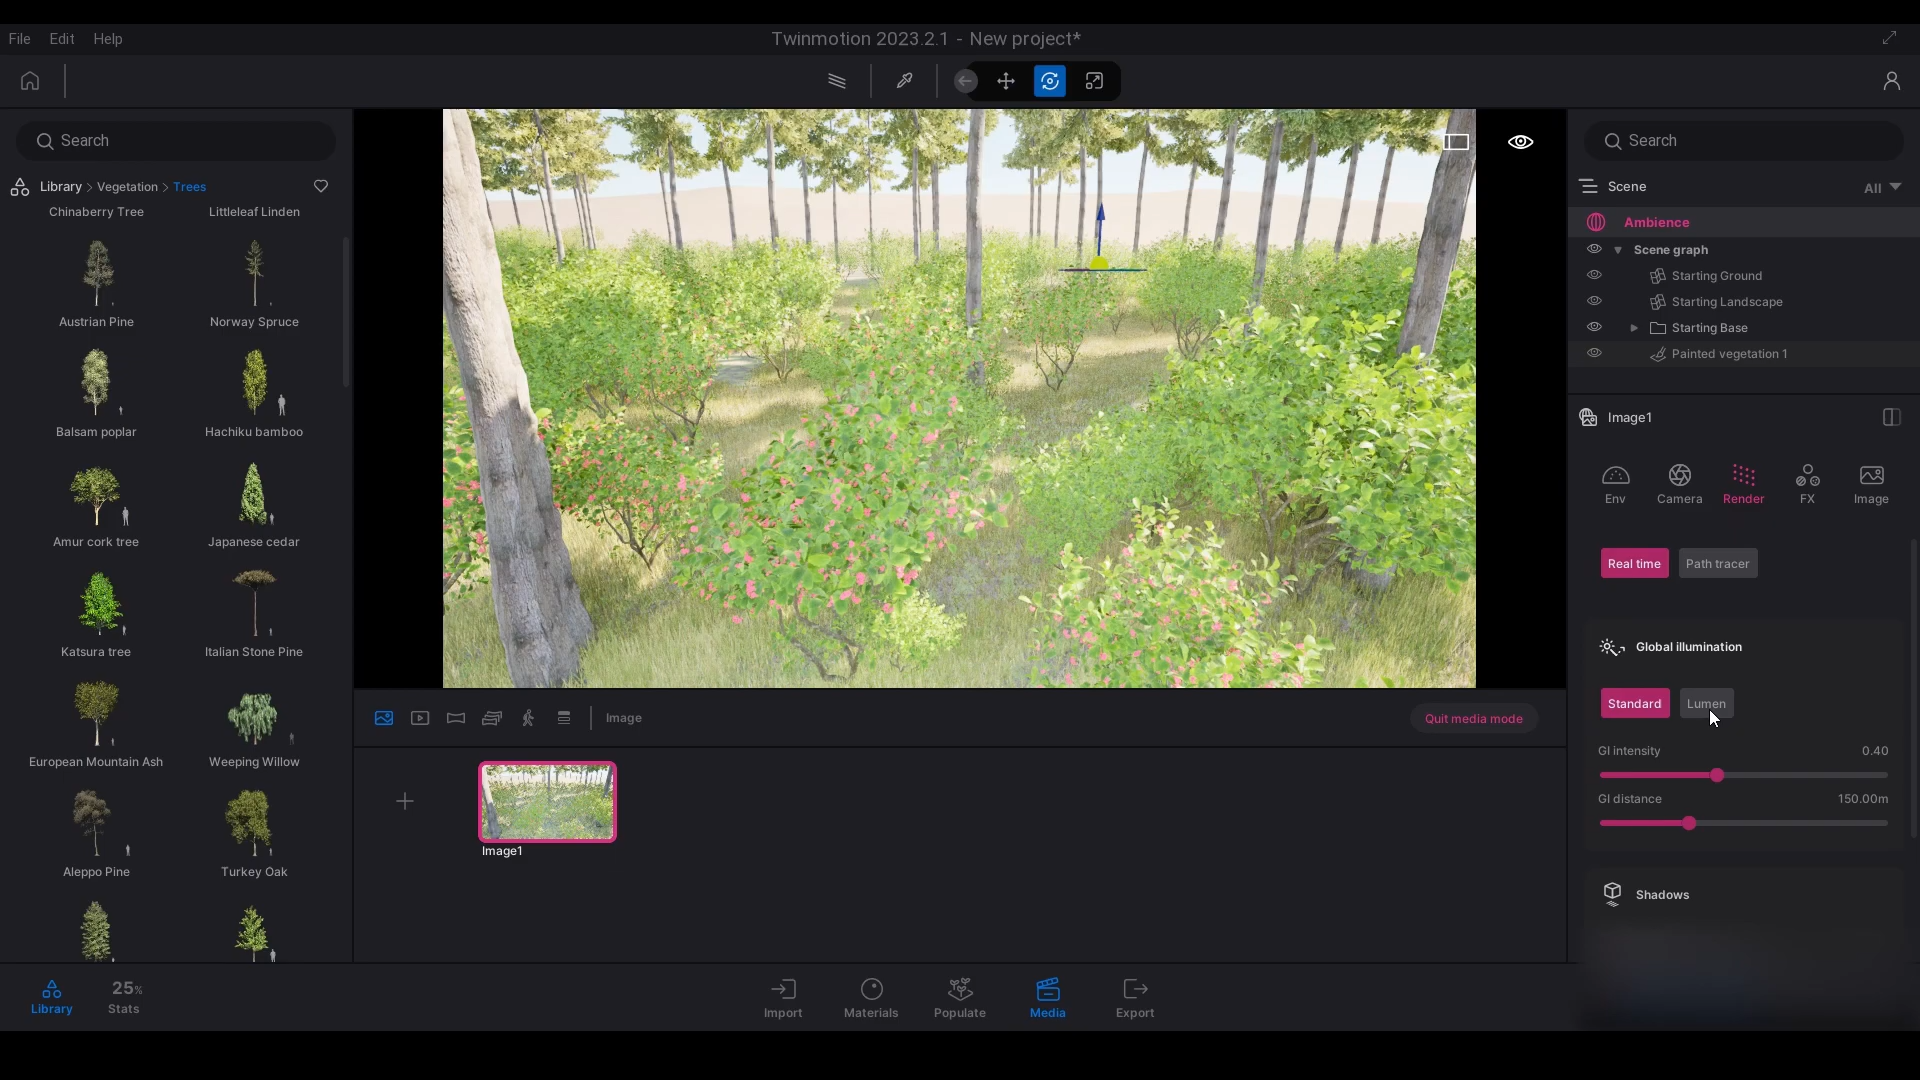 File Edit Help
Twinmotion 2023.2.1 - New project*
Search
Library > Vegetation > Trees
Chinaberry Tree
Littleleaf Linden
Austrian Pine
Norway Spruce
Balsam poplar
Hachiku bamboo
Amur cork tree
Japanese cedar
Katsura tree
Italian Stone Pine
European Mountain Ash
Weeping Willow
Aleppo Pine
Turkey Oak
Image
Quit media mode
Image1
Search
Scene
All
Ambience
Scene graph
Starting Ground
Starting Landscape
Starting Base
Painted vegetation 1
Image1
Env
Camera
Render
FX
Image
Real time
Path tracer
Global illumination
Standard
Lumen
GI intensity 0.40
GI distance 150.00m
Shadows
Library
25%
Stats
Import
Materials
Populate
Media
Export